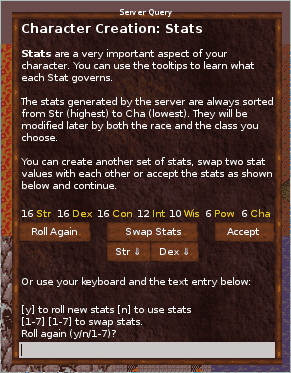 Server Query
Character Creation: Stats
Stats are a very important aspect of your
character. You can use the tooltips to learn what
each Stat governs.
The stats generated by the server are always sorted
from Str (highest) to Cha (lowest). They will be
modified later by both the race and the class you
choose.
You can create another set of stats, swap two stat
values with each other or accept the stats as shown
below and continue.
16 Str 16 Dex 16 Con 12 Int 10 Wis 6 Pow 6 Cha
Roll Again Swap Stats Accept
Str ⇓ Dex ⇓
Or use your keyboard and the text entry below:
[y] to roll new stats [n] to use stats
[1-7] [1-7] to swap stats.
Roll again (y/n/1-7)?